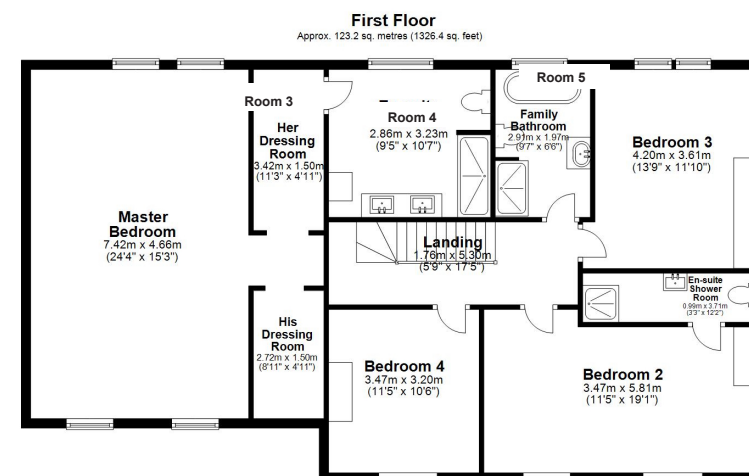 First Floor
Approx. 123.2 sq. metres (1326.4 sq. feet)
Room 3
Her
Dressing
Room
3.42m x 1.50m
(11'3" x 4'11")
Room 4
2.86m x 3.23m
(9'5" x 10'7")
Room 5
Family
Bathroom
2.91m x 1.97m
(9'7" x 6'6")
Bedroom 3
4.20m x 3.61m
(13'9" x 11'10")
Master
Bedroom
7.42m x 4.66m
(24'4" x 15'3")
Landing
1.76m x 5.30m
(5'9" x 17'5")
En-suite
Shower
Room
0.99m x 3.71m
(3'3" x 12'2")
His
Dressing
Room
2.72m x 1.50m
(8'11" x 4'11")
Bedroom 4
3.47m x 3.20m
(11'5" x 10'6")
Bedroom 2
3.47m x 5.81m
(11'5" x 19'1")